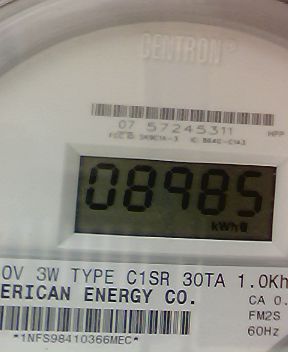 CENTRON®
07 57245311
HPP
08985
kWh
0V 3W TYPE C1SR 30TA 1.0Kh
ERICAN ENERGY CO.
CA 0.
FM2S
60Hz
*1NFS98410366MEC*